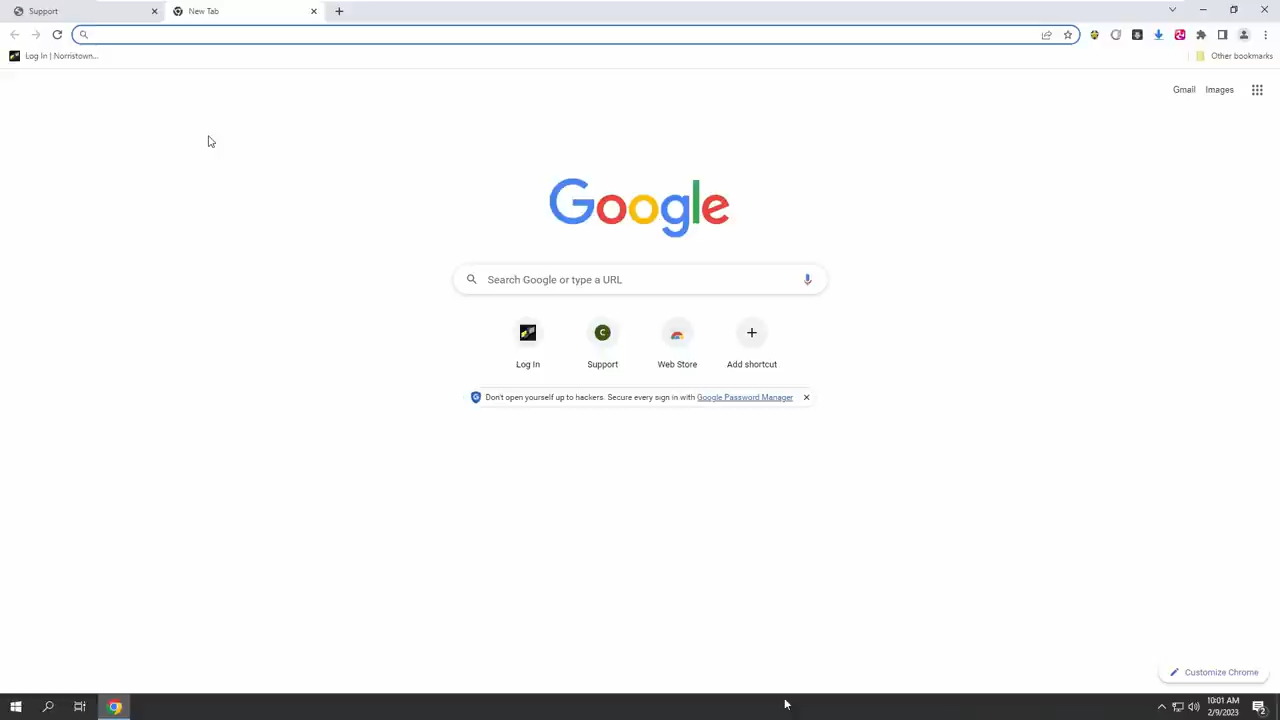 Support
New Tab
Log In | Norristown...
Other bookmarks
Gmail
Images
Google
Search Google or type a URL
C
Log In
Support
Web Store
Add shortcut
Don't open yourself up to hackers. Secure every sign in with Google Password Manager
Customize Chrome
10:01 AM
2/9/2023
2